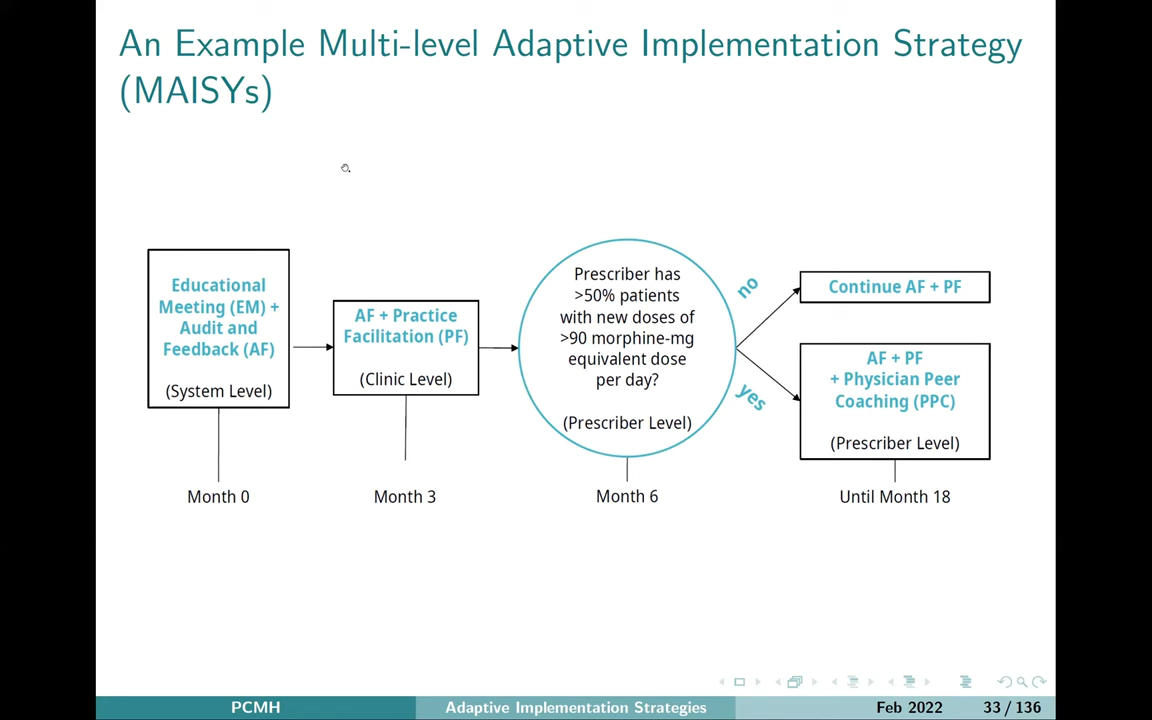 An Example Multi-level Adaptive Implementation Strategy
(MAISYs)
Educational
Meeting (EM) +
Audit and
Feedback (AF)
(System Level)
Month 0
AF + Practice
Facilitation (PF)
(Clinic Level)
Month 3
Prescriber has
>50% patients
with new doses of
>90 morphine-mg
equivalent dose
per day?
(Prescriber Level)
Month 6
no
yes
Continue AF + PF
AF + PF
+ Physician Peer
Coaching (PPC)
(Prescriber Level)
Until Month 18
PCMH
Adaptive Implementation Strategies
Feb 2022
33 / 136